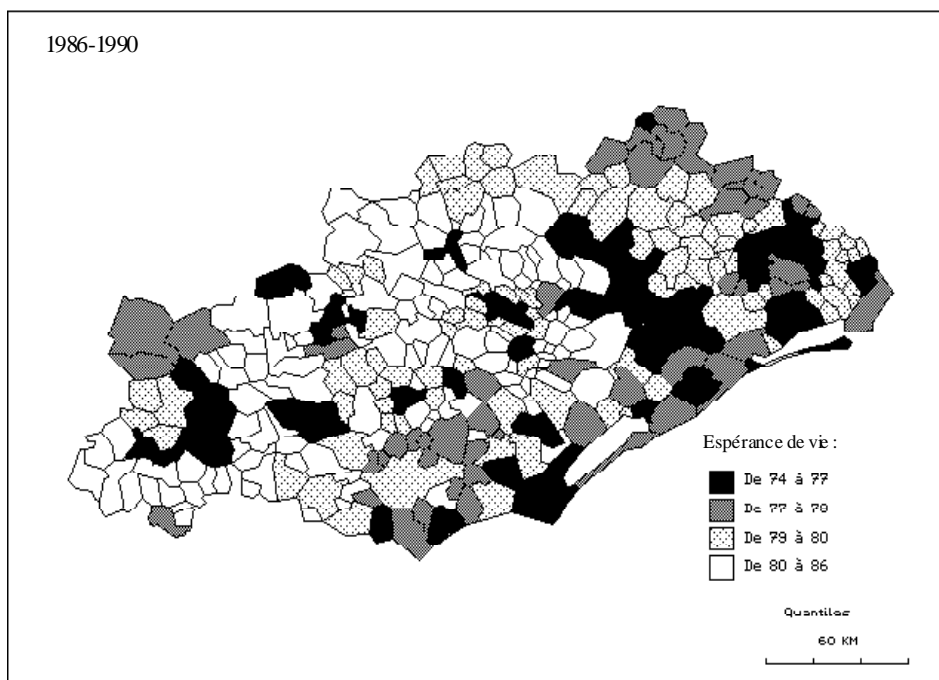 1986-1990
Espérance de vie :
De 74 à 77
De 77 à 79
De 79 à 80
De 80 à 86
Quantiles
60 KM